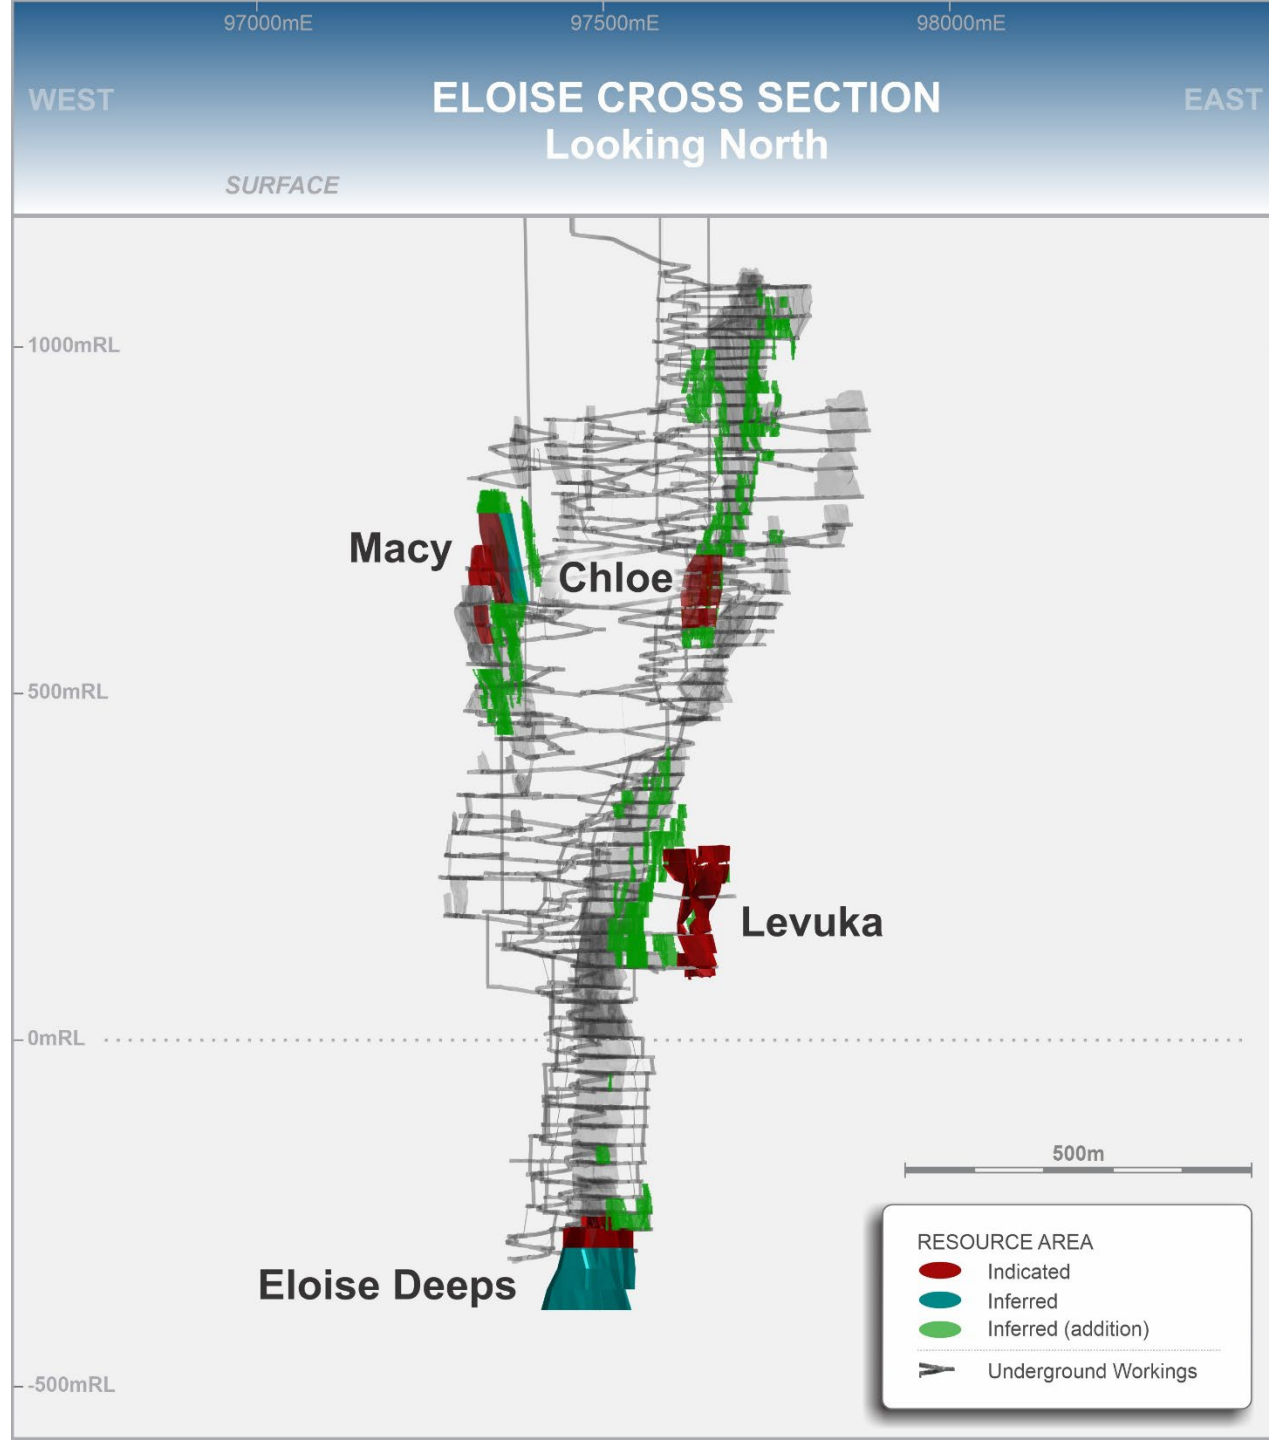 97000mE 97500mE 98000mE
WEST ELOISE CROSS SECTION EAST
Looking North
SURFACE
1000mRL
Macy
Chloe
500mRL
Levuka
0mRL
500m
RESOURCE AREA
Indicated
Eloise Deeps
Inferred
Inferred (addition)
Underground Workings
-500mRL